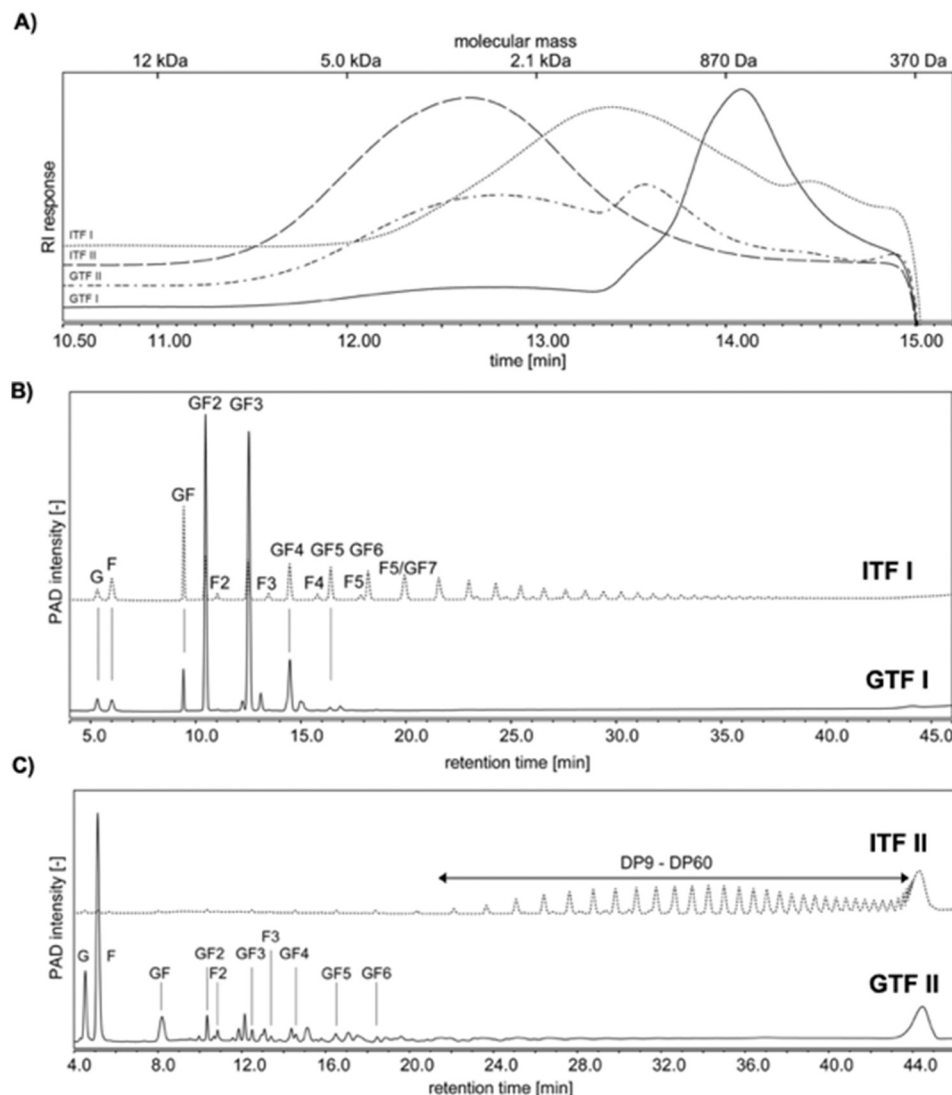 A)
molecular mass
12 kDa 5.0 kDa 2.1 kDa 870 Da 370 Da
RI response
ITF I
ITF II
GTF II
GTF I
10.50 11.00 12.00 13.00 14.00 15.00
time [min]
B)
PAD intensity [-]
GF2 GF3
GF
G F F2 F3 GF4 F4 GF5 F5 GF6 F5/GF7
ITF I
GTF I
5.0 10.0 15.0 20.0 25.0 30.0 35.0 40.0 45.0
retention time [min]
C)
PAD intensity [-]
ITF II
DP9 - DP60
F3
G F GF GF2 F2 GF3 GF4 GF5 GF6
GTF II
4.0 8.0 12.0 16.0 20.0 24.0 28.0 32.0 36.0 40.0 44.0
retention time [min]